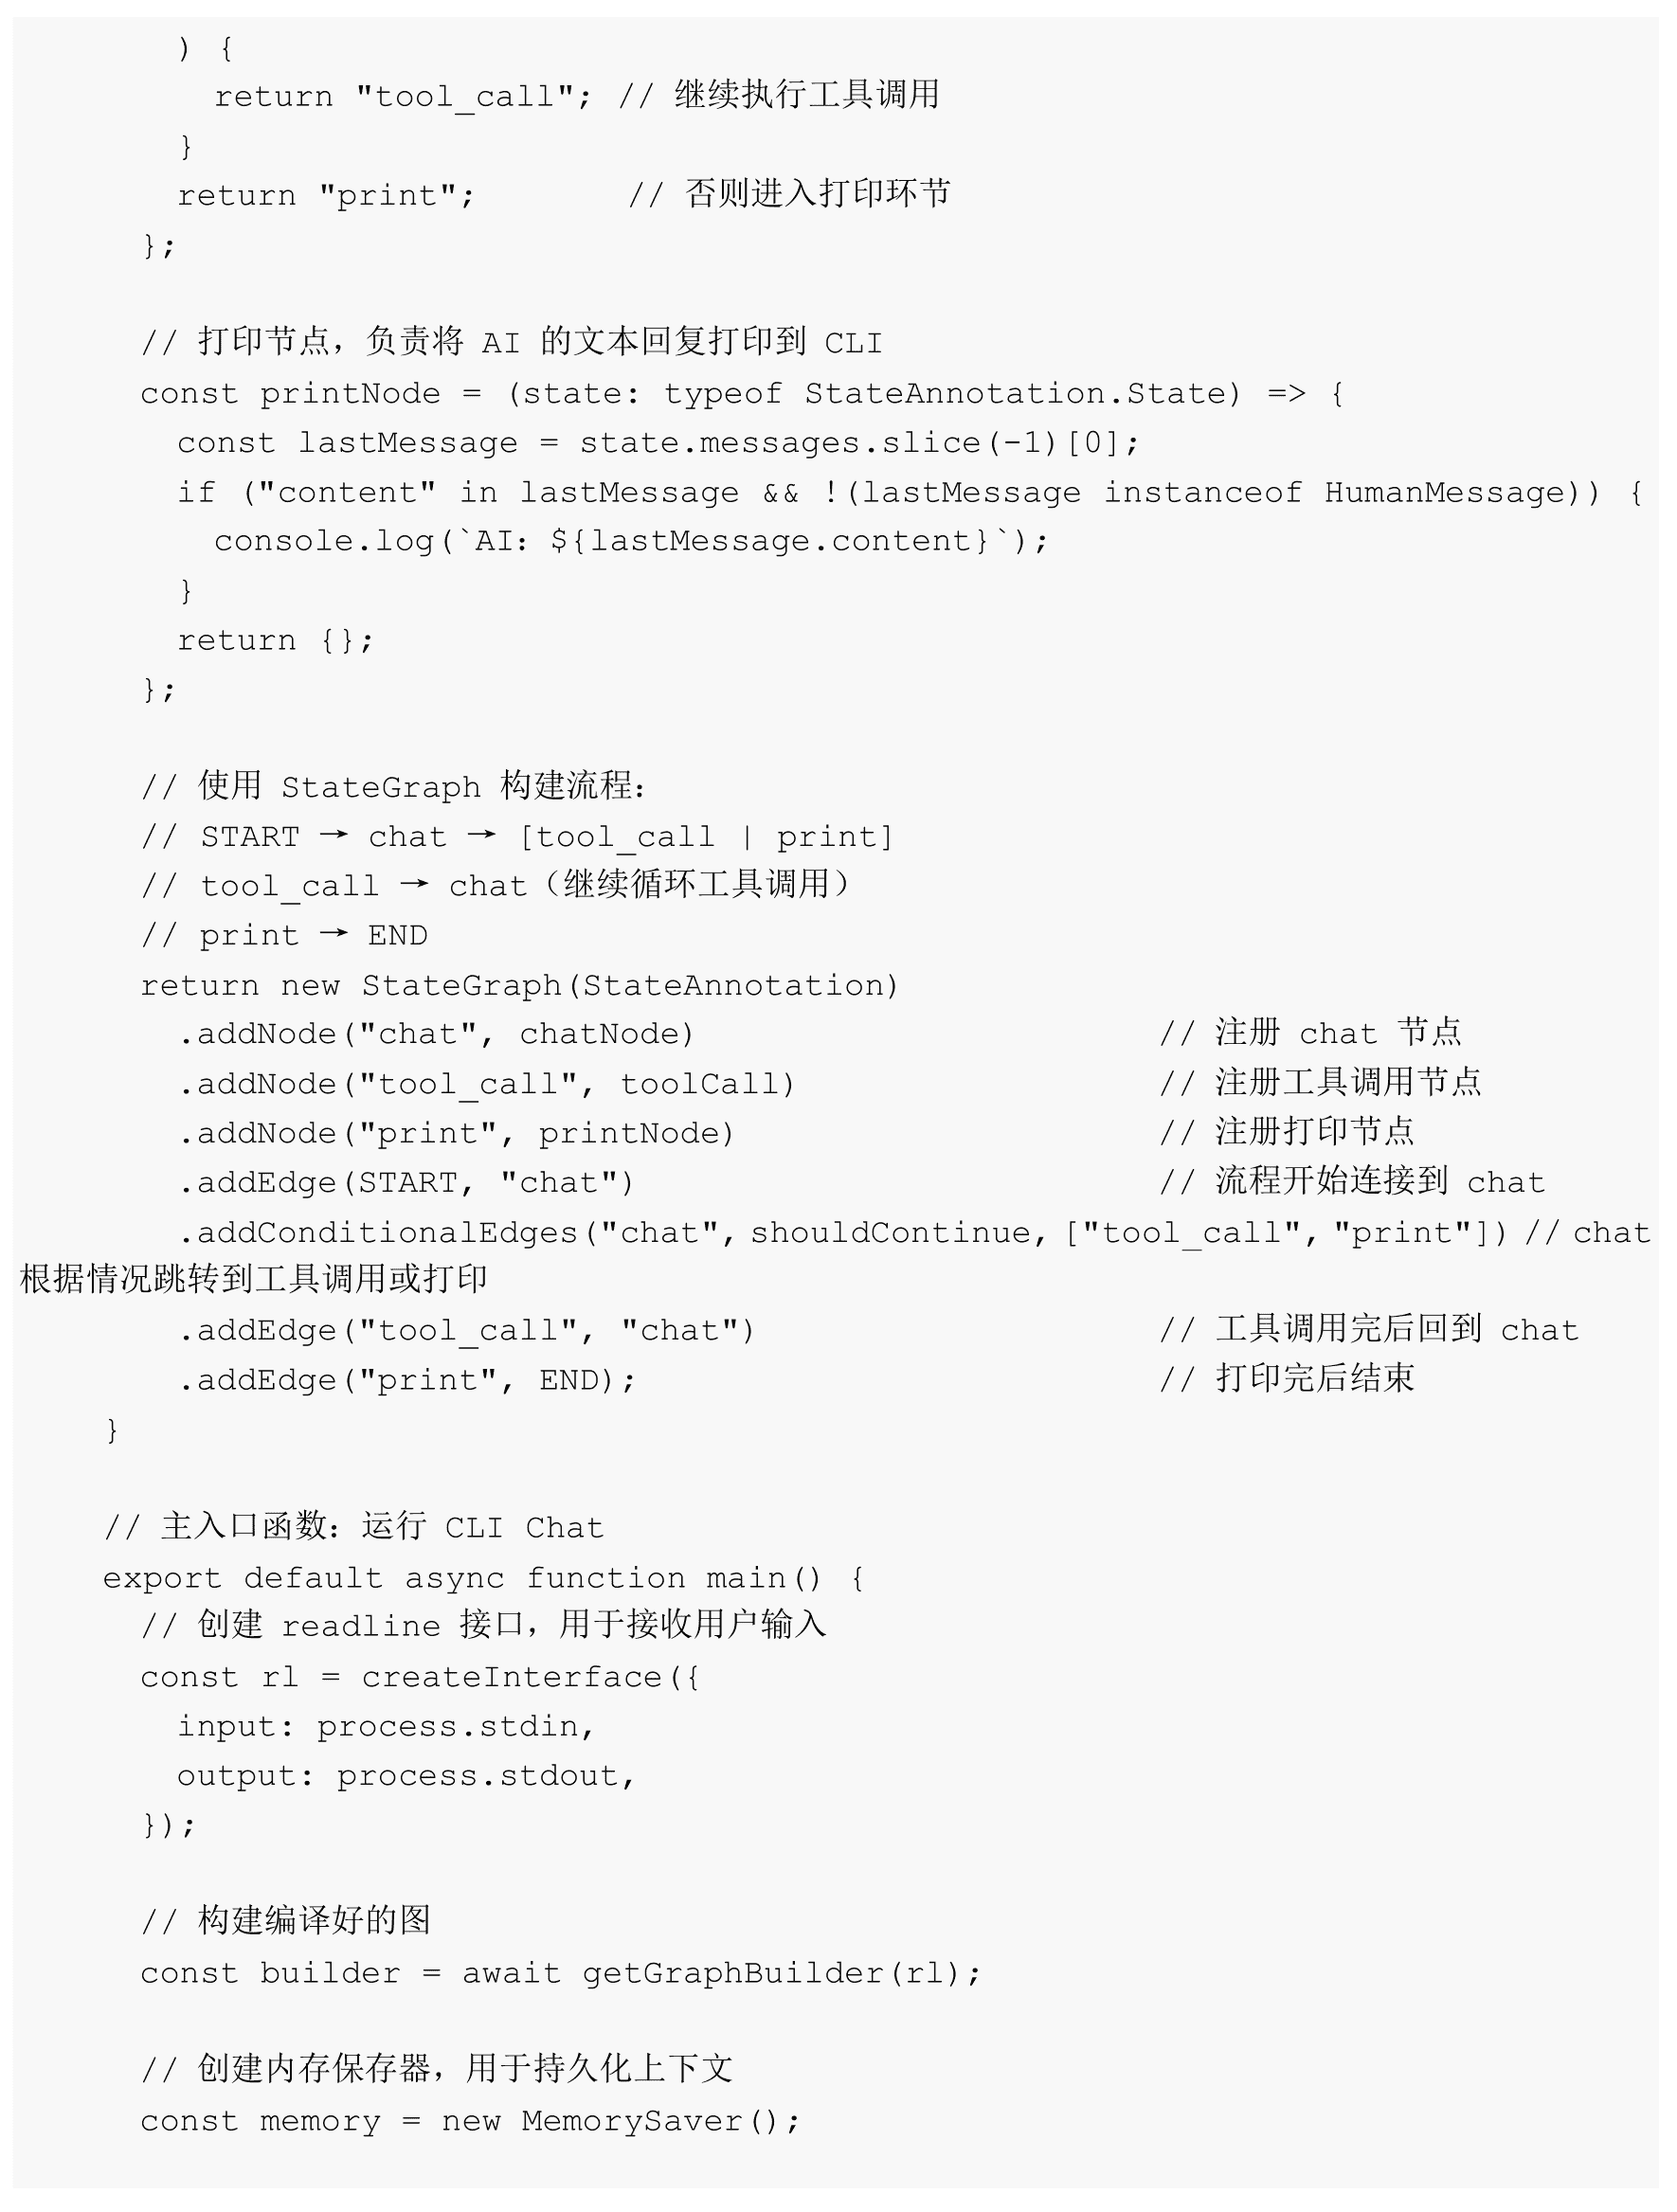 ) {
return "tool_call"; // 继续执行工具调用
}
return "print"; // 否则进入打印环节
};
// 打印节点，负责将 AI 的文本回复打印到 CLI
const printNode = (state: typeof StateAnnotation.State) => {
const lastMessage = state.messages.slice(-1)[0];
if ("content" in lastMessage && !(lastMessage instanceof HumanMessage)) {
console.log(`AI：${lastMessage.content}`);
}
return {};
};
// 使用 StateGraph 构建流程：
// START → chat → [tool_call | print]
// tool_call → chat（继续循环工具调用）
// print → END
return new StateGraph(StateAnnotation)
.addNode("chat", chatNode) // 注册 chat 节点
.addNode("tool_call", toolCall) // 注册工具调用节点
.addNode("print", printNode) // 注册打印节点
.addEdge(START, "chat") // 流程开始连接到 chat
.addConditionalEdges("chat", shouldContinue, ["tool_call", "print"]) // chat
根据情况跳转到工具调用或打印
.addEdge("tool_call", "chat") // 工具调用完后回到 chat
.addEdge("print", END); // 打印完后结束
}
// 主入口函数：运行 CLI Chat
export default async function main() {
// 创建 readline 接口，用于接收用户输入
const rl = createInterface({
input: process.stdin,
output: process.stdout,
});
// 构建编译好的图
const builder = await getGraphBuilder(rl);
// 创建内存保存器，用于持久化上下文
const memory = new MemorySaver();